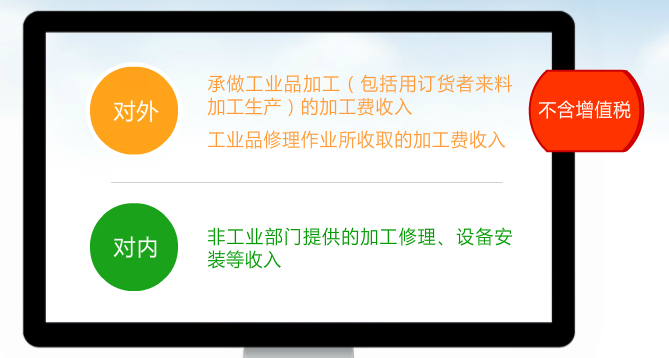 对外
承做工业品加工（包括用订货者来料
加工生产）的加工费收入
工业品修理作业所收取的加工费收入
不含增值税
对内
非工业部门提供的加工修理、设备安
装等收入